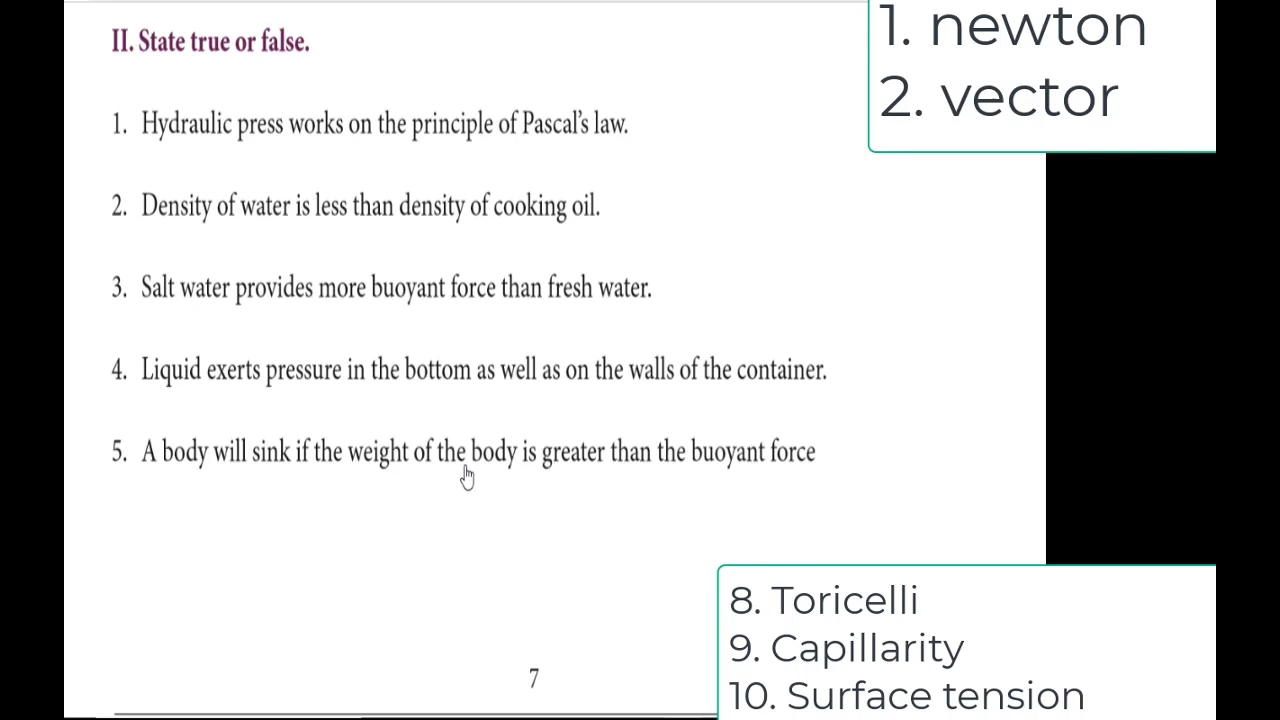 II. State true or false.
1. newton
2. vector
1. Hydraulic press works on the principle of Pascal's law.
2. Density of water is less than density of cooking oil.
3. Salt water provides more buoyant force than fresh water.
4. Liquid exerts pressure in the bottom as well as on the walls of the container.
5. A body will sink if the weight of the body is greater than the buoyant force
8. Toricelli
9. Capillarity
10. Surface tension
7